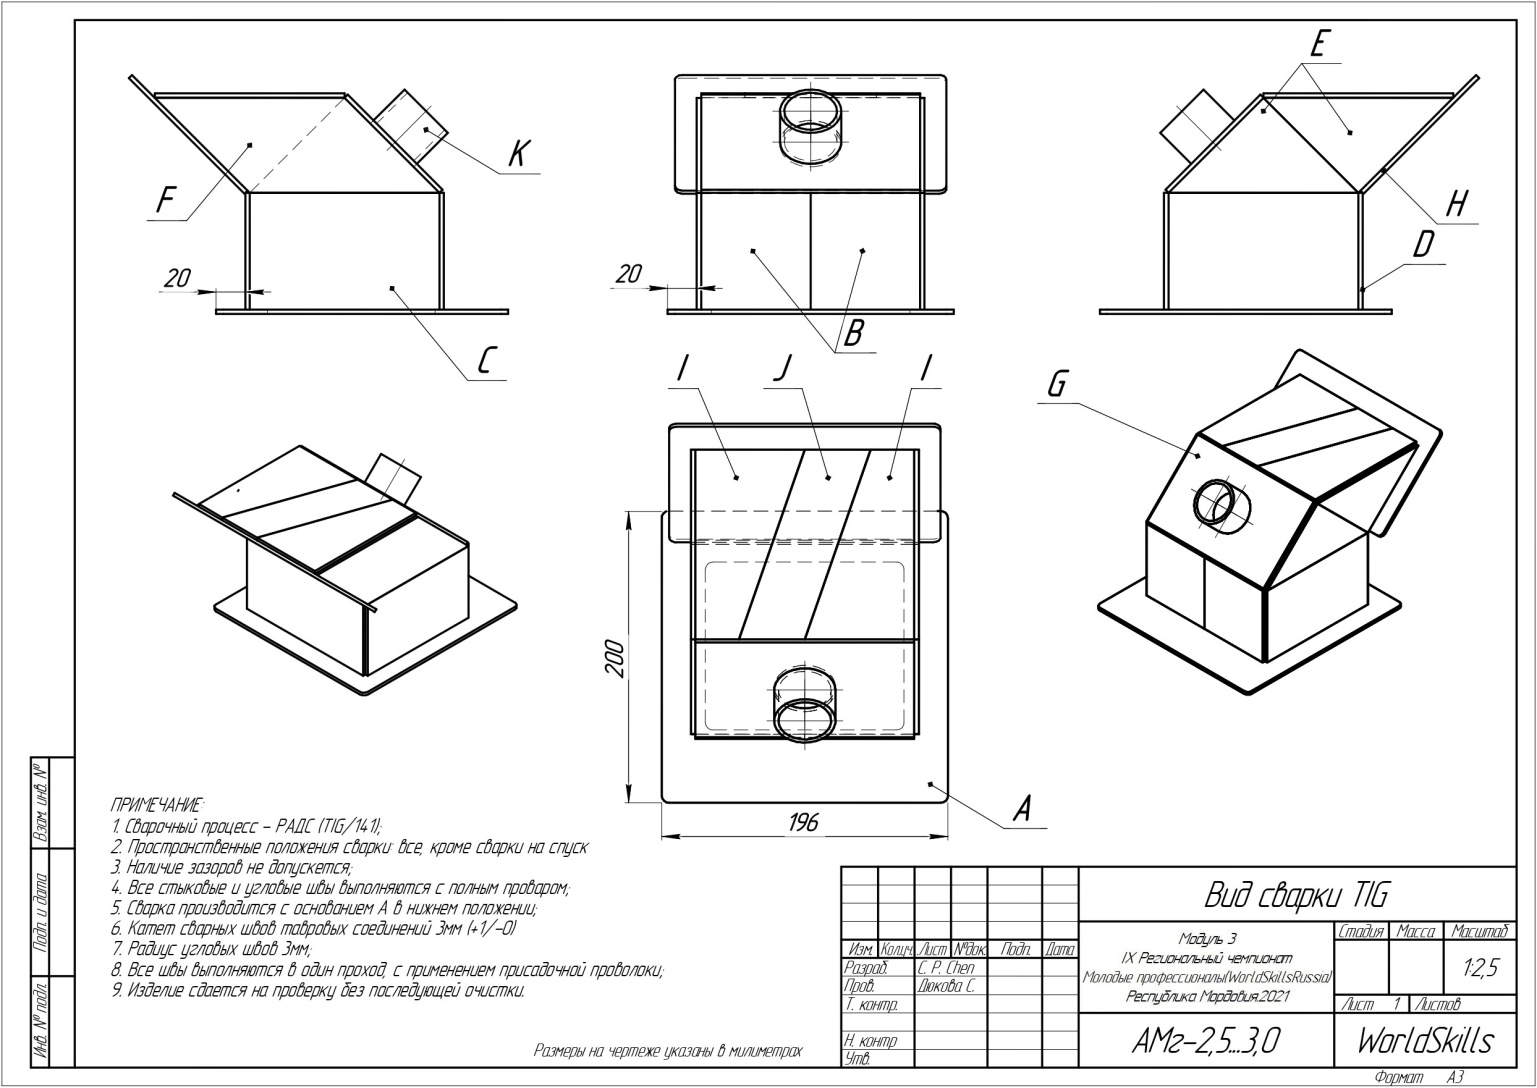 E
K
F
20
C
20
B
H
D
I
J
I
G
200
196
A
ПРИМЕЧАНИЕ:
1. Сварочный процесс – РАДС (TIG/141);
2. Пространственные положения сварки: все, кроме сварки на спуск
3. Наличие зазоров не допускется;
4. Все стыковые и угловые швы выполняются с полным проваром;
5. Сварка производится с основанием А в нижнем положении;
6. Катет сварных швов тавровых соединений 3мм (+1/-0)
7. Радиус угловых швов 3мм;
8. Все швы выполняются в один проход, с применением присадочной проволоки;
9. Изделие сдается на проверку без последующей очистки.
Размеры на чертеже указаны в милиметрах
Взам. инв. №
Подп. и дата
Инв. № подл.
Изм. Колич. Лист №док. Подп. Дата
Разраб. C. P. Chen
Пров. Дюкова С.
Т. контр.
Н. контр
Утв.
Вид сварки TIG
Модуль 3
IX Региональный чемпионат
Молодые профессионалы(WorldSkillsRussia)
Республика Мордовия.2021
Стадия Масса Масштаб
1:2,5
Лист 1 Листов
АМг-2,5...3,0
WorldSkills
Формат А3